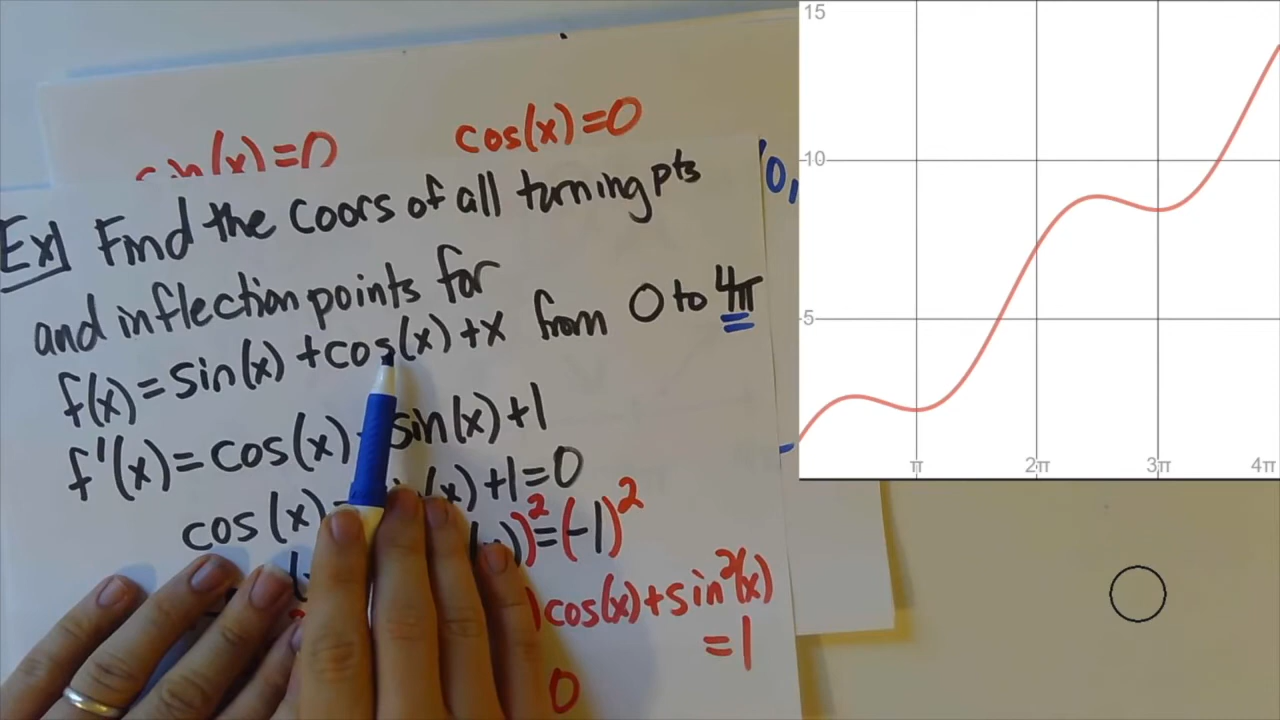 sin(x)=0 cos(x)=0
Ex] Find the coors of all turning pts
and inflection points for
f(x)=sin(x)+cos(x)+x from 0 to 4π
f'(x)=cos(x) sin(x)+1
cos(x) (x)+1=0
)²=(-1)²
cos(x)+sin²(x)
=1
0
0,
15
10
5
π 2π 3π 4π